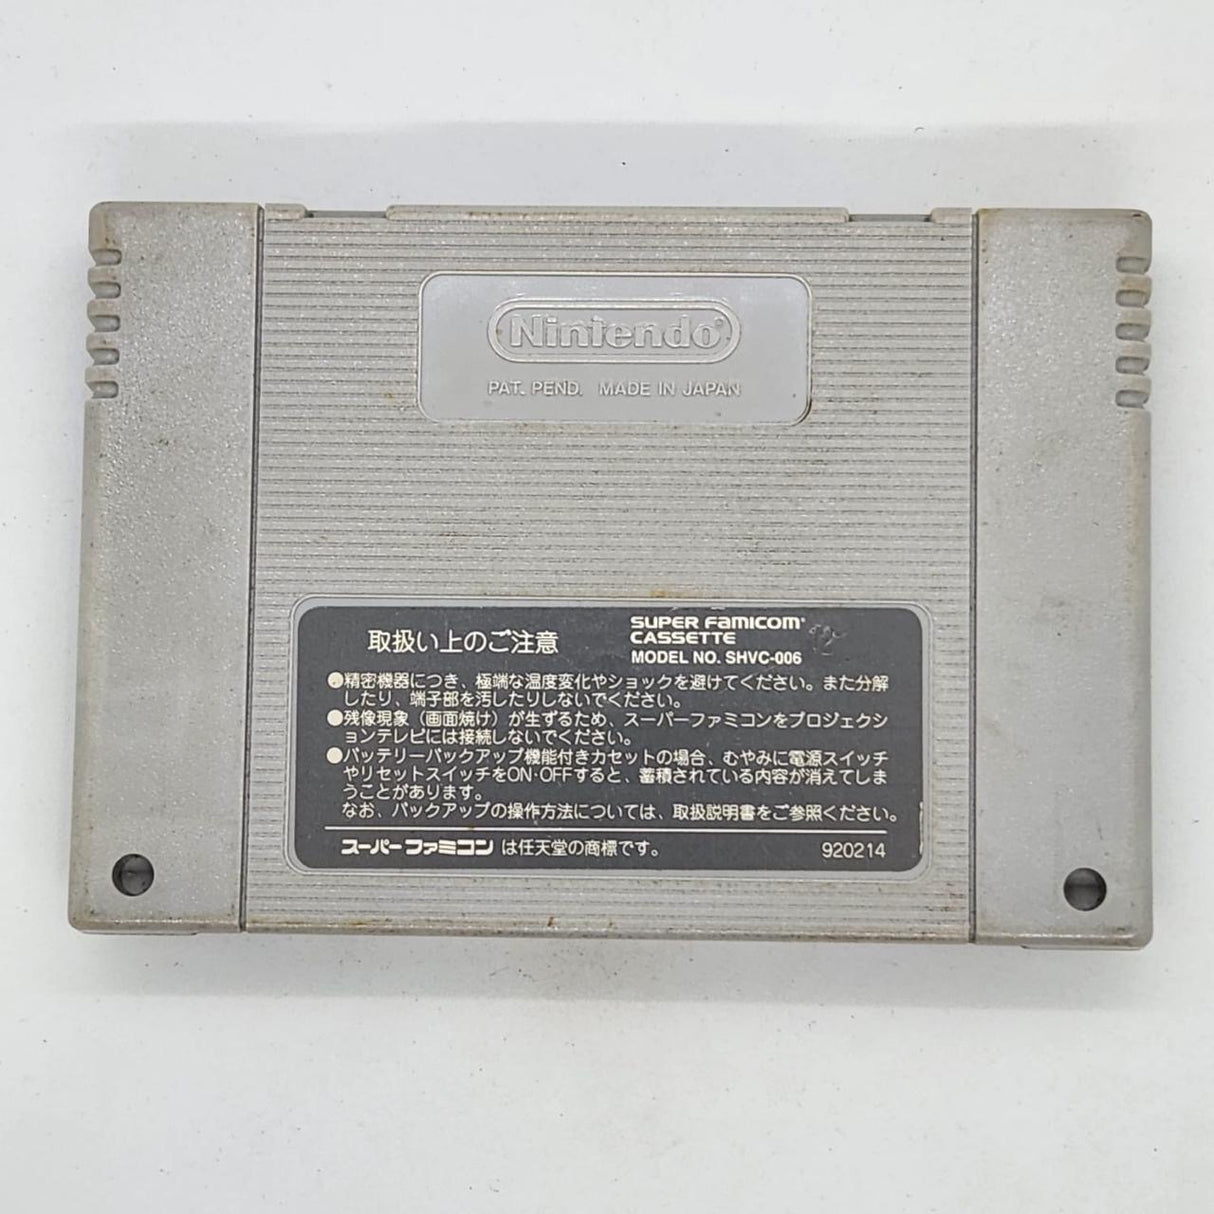 Nintendo
PAT. PEND. MADE IN JAPAN
取扱い上のご注意
SUPER FAMICOM
CASSETTE
MODEL NO. SHVC-006
●精密機器につき、極端な温度変化やショックを避けてください。また分解
したり、端子部を汚したりしないでください。
●残像現象(画面焼け)が生ずるため、スーパーファミコンをプロジェクシ
ョンテレビには接続しないでください。
●バッテリーバックアップ機能付きカセットの場合、むやみに電源スイッチ
やリセットスイッチをON·OFFすると、蓄積されている内容が消えてしま
うことがあります。
なお、バックアップの操作方法については、取扱説明書をご参照ください。
スーパーファミコン は任天堂の商標です。
920214